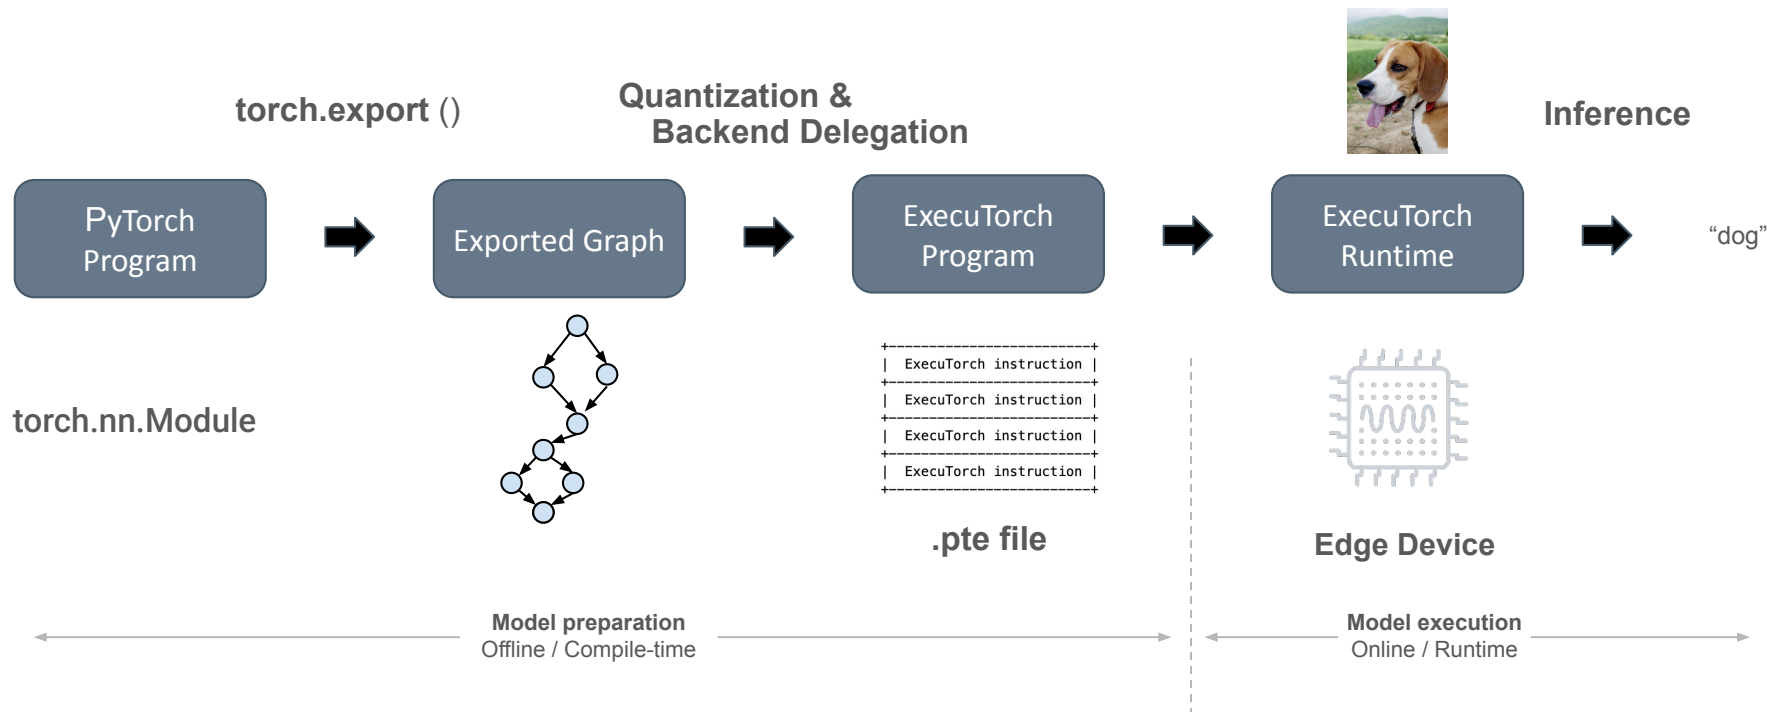 torch.export ()
Quantization &
Backend Delegation
Inference
PyTorch
Program
Exported Graph
ExecuTorch
Program
ExecuTorch
Runtime
“dog”
torch.nn.Module
+-------------------------+
|  ExecuTorch instruction |
+-------------------------+
|  ExecuTorch instruction |
+-------------------------+
|  ExecuTorch instruction |
+-------------------------+
|  ExecuTorch instruction |
+-------------------------+
.pte file
Edge Device
Model preparation
Offline / Compile-time
Model execution
Online / Runtime